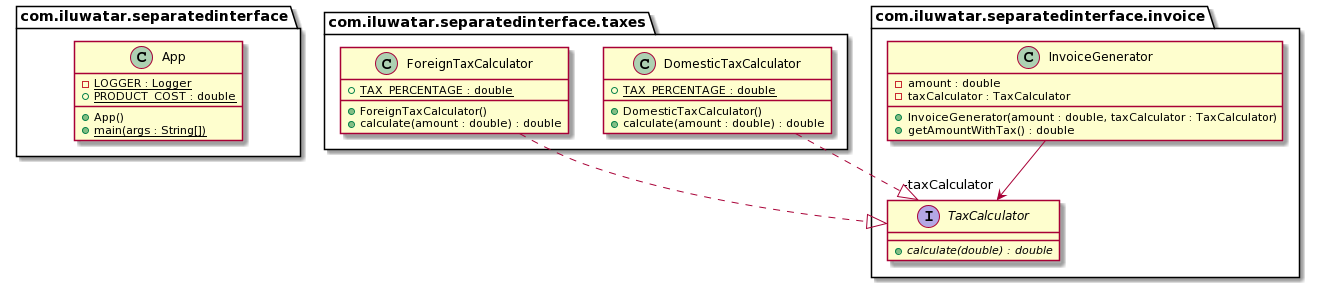 com.iluwatar.separatedinterface
C App
LOGGER : Logger
PRODUCT_COST : double
App()
main(args : String[])
com.iluwatar.separatedinterface.taxes
C ForeignTaxCalculator
TAX_PERCENTAGE : double
ForeignTaxCalculator()
calculate(amount : double) : double
C DomesticTaxCalculator
TAX_PERCENTAGE : double
DomesticTaxCalculator()
calculate(amount : double) : double
com.iluwatar.separatedinterface.invoice
C InvoiceGenerator
amount : double
taxCalculator : TaxCalculator
InvoiceGenerator(amount : double, taxCalculator : TaxCalculator)
getAmountWithTax() : double
-taxCalculator
I TaxCalculator
calculate(double) : double